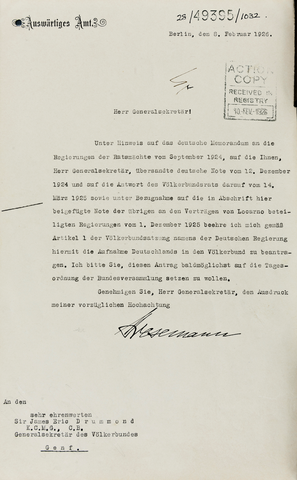 Auswärtiges Amt.
28/49395/1032
Berlin, den 8. Februar 1926.
ACTION
COPY
RECEIVED IN
REGISTRY
10 FEV 1926
Herr Generalsekretär!
Unter Hinweis auf das deutsche Memorandum an die
Regierungen der Ratsmächte vom September 1924, auf die Ihnen,
Herr Generalsekretär, übersandte deutsche Note vom 12. Dezember
1924 und auf die Antwort des Völkerbundrats darauf vom 14.
März 1925 sowie unter Bezugnahme auf die in Abschrift hier
beigefügte Note der übrigen an den Verträgen von Locarno betei-
ligten Regierungen vom 1. Dezember 1925 beehre ich mich gemäß
Artikel 1 der Völkerbundsatzung namens der Deutschen Regierung
hiermit die Aufnahme Deutschlands in den Völkerbund zu beantra-
gen. Ich bitte Sie, diesen Antrag baldmöglichst auf die Tages-
ordnung der Bundesversammlung setzen zu wollen.
Genehmigen Sie, Herr Generalsekretär, den Ausdruck
meiner vorzüglichen Hochachtung
An den
sehr ehrenwerten
Sir James Eric Drummond
K.C.M.G., C.B.
Generalsekretär des Völkerbundes
Genf.